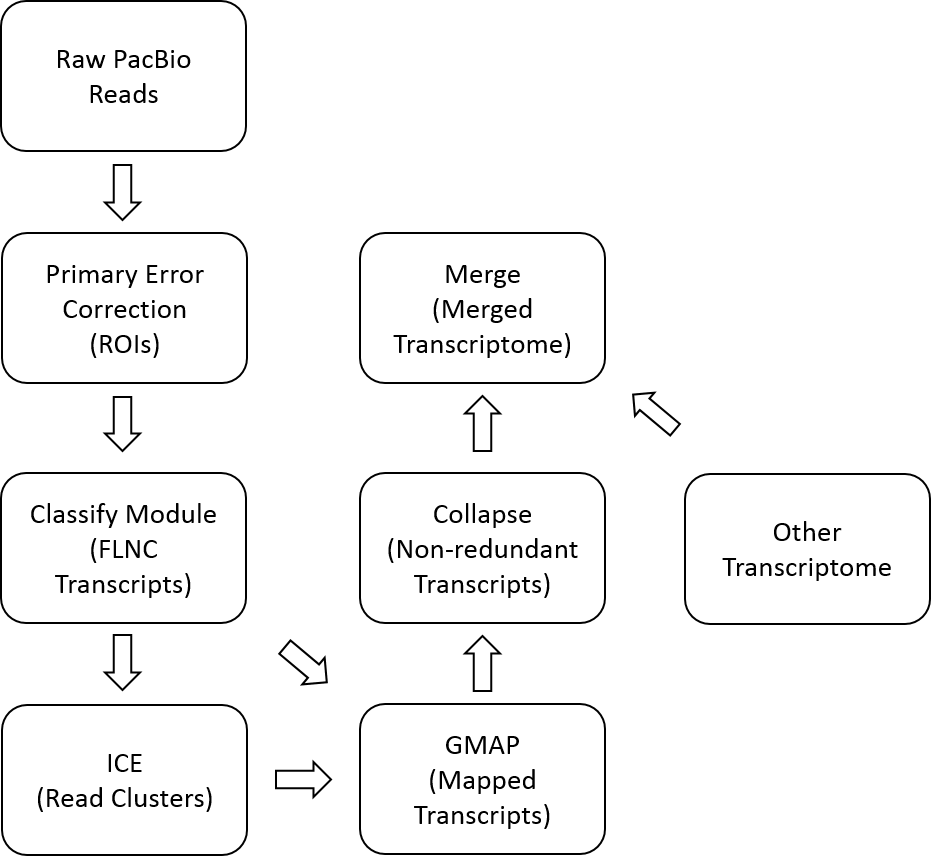 Raw PacBio
Reads
Primary Error
Correction
(ROIs)
Classify Module
(FLNC
Transcripts)
ICE
(Read Clusters)
GMAP
(Mapped
Transcripts)
Collapse
(Non-redundant
Transcripts)
Merge
(Merged
Transcriptome)
Other
Transcriptome